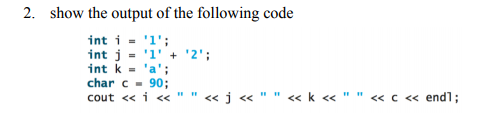 2. show the output of the following code
int i = '1';
int j = '1' + '2';
int k = 'a';
char c = 90;
cout << i << " " << j << " " << k << " " << c << endl;